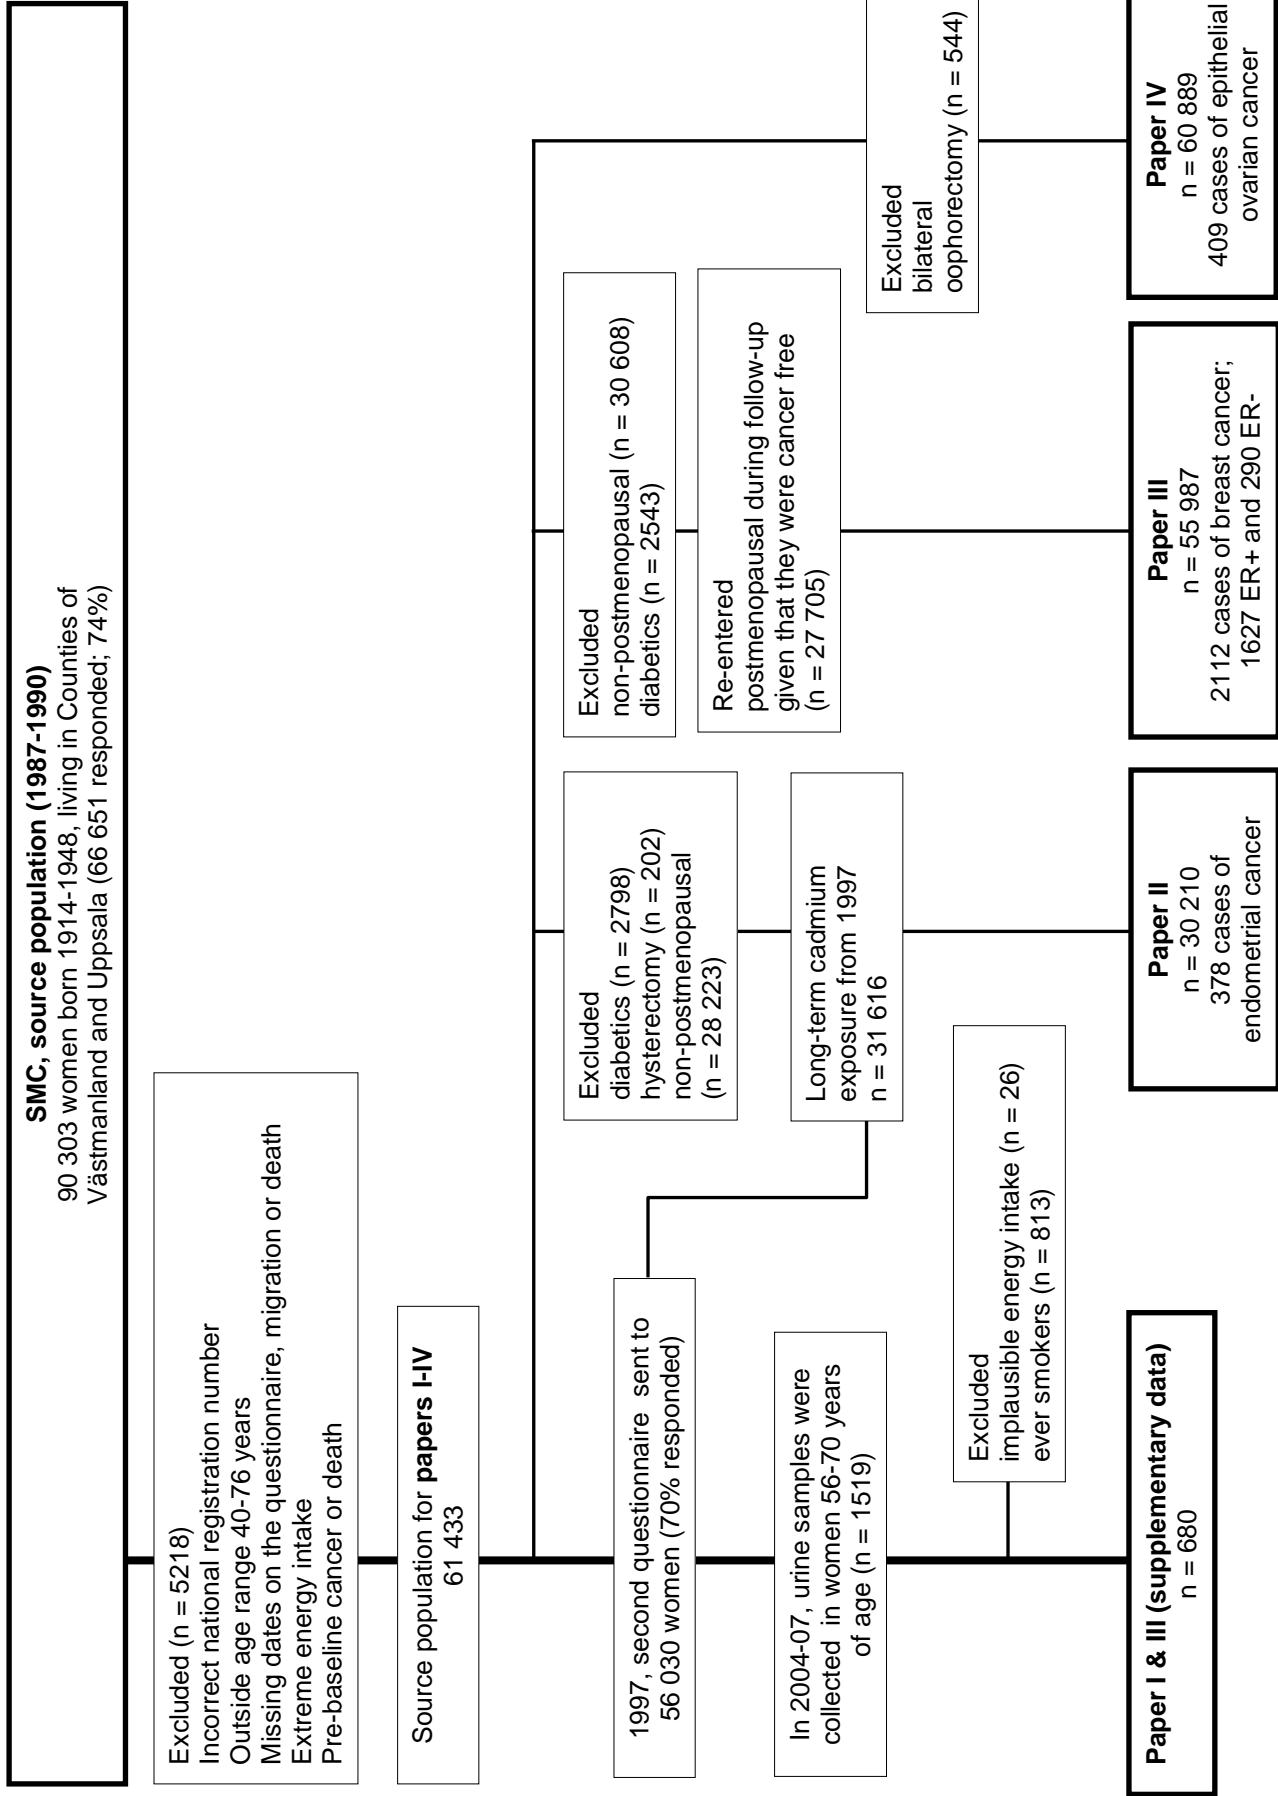 SMC, source population (1987-1990)
90 303 women born 1914-1948, living in Counties of
Västmanland and Uppsala (66 651 responded; 74%)
Excluded (n = 5218)
Incorrect national registration number
Outside age range 40-76 years
Missing dates on the questionnaire, migration or death
Extreme energy intake
Pre-baseline cancer or death
Source population for papers I-IV
61 433
1997, second questionnaire sent to
56 030 women (70% responded)
In 2004-07, urine samples were
collected in women 56-70 years
of age (n = 1519)
Excluded
implausible energy intake (n = 26)
ever smokers (n = 813)
Paper I & III (supplementary data)
n = 680
Excluded
diabetics (n = 2798)
hysterectomy (n = 202)
non-postmenopausal
(n = 28 223)
Long-term cadmium
exposure from 1997
n = 31 616
Paper II
n = 30 210
378 cases of
endometrial cancer
Excluded
non-postmenopausal (n = 30 608)
diabetics (n = 2543)
Re-entered
postmenopausal during follow-up
given that they were cancer free
(n = 27 705)
Paper III
n = 55 987
2112 cases of breast cancer;
1627 ER+ and 290 ER-
Excluded
bilateral
oophorectomy (n = 544)
Paper IV
n = 60 889
409 cases of epithelial
ovarian cancer